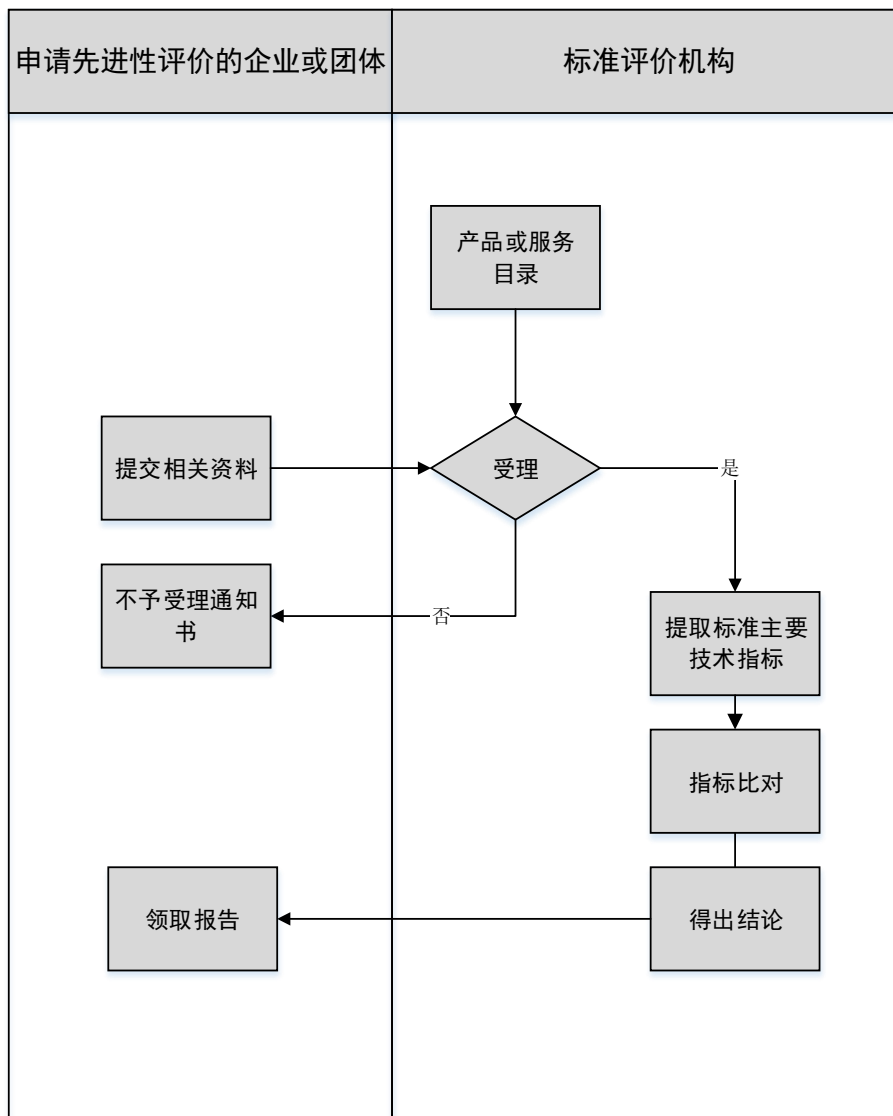 申请先进性评价的企业或团体
标准评价机构
产品或服务
目录
提交相关资料
受理
是
不予受理通知
书
否
提取标准主要
技术指标
指标比对
领取报告
得出结论